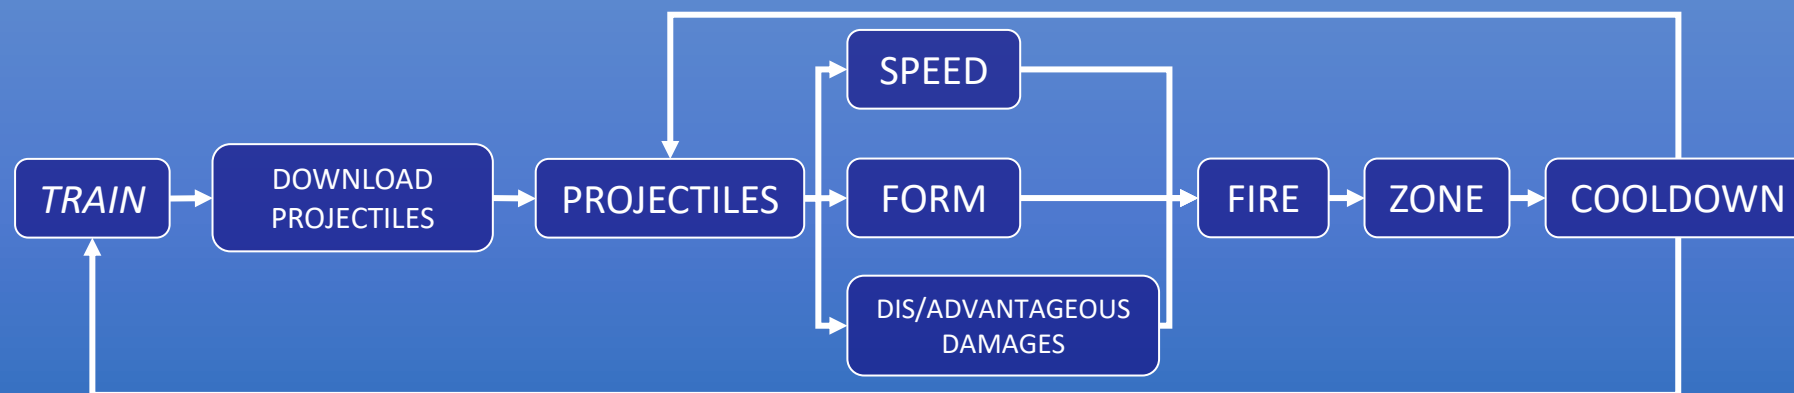 TRAIN
DOWNLOAD
PROJECTILES
PROJECTILES
SPEED
FORM
DIS/ADVANTAGEOUS
DAMAGES
FIRE
ZONE
COOLDOWN